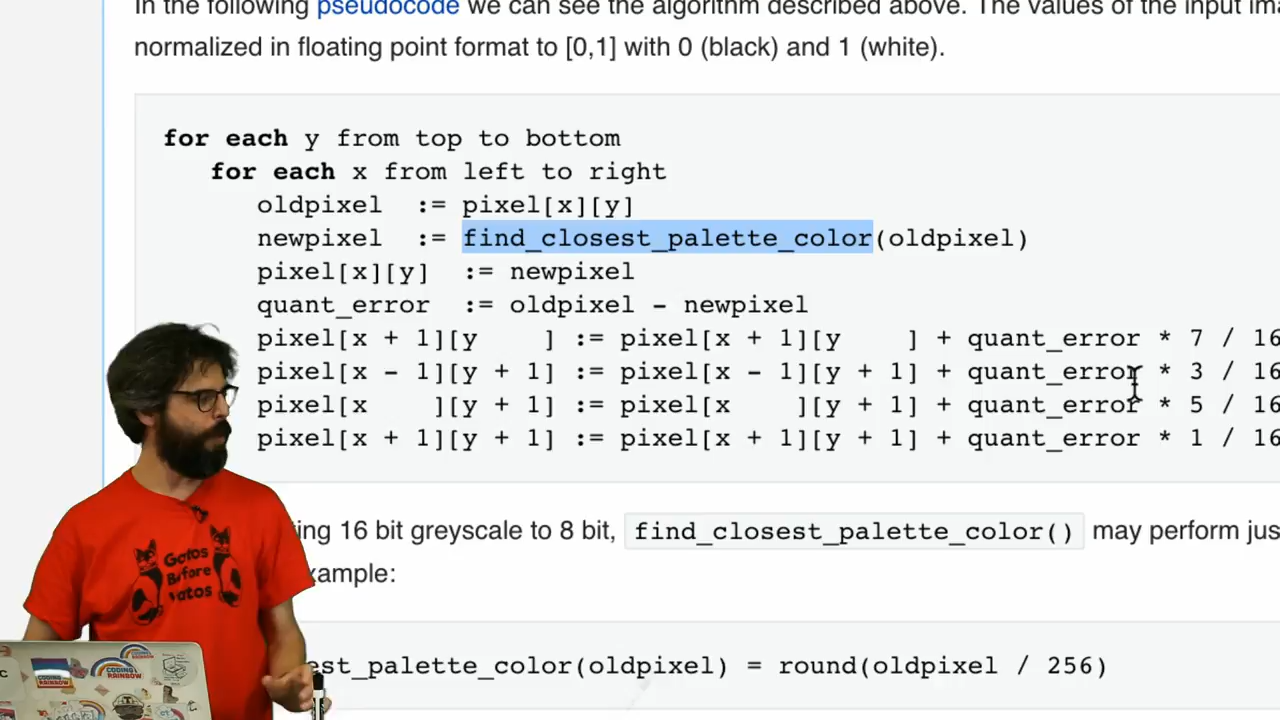 In the following pseudocode we can see the algorithm described above. The values of the input
normalized in floating point format to [0,1] with 0 (black) and 1 (white).
for each y from top to bottom
for each x from left to right
oldpixel := pixel[x][y]
newpixel := find_closest_palette_color(oldpixel)
pixel[x][y] := newpixel
quant_error := oldpixel - newpixel
pixel[x + 1][y ] := pixel[x + 1][y ] + quant_error * 7 / 16
pixel[x - 1][y + 1] := pixel[x - 1][y + 1] + quant_error * 3 / 16
pixel[x ][y + 1] := pixel[x ][y + 1] + quant_error * 5 / 16
pixel[x + 1][y + 1] := pixel[x + 1][y + 1] + quant_error * 1 / 16
16 bit greyscale to 8 bit, find_closest_palette_color() may perform
est_palette_color(oldpixel) = round(oldpixel / 256)
Gatos
Before
Vatos
CODING
RAINBOW